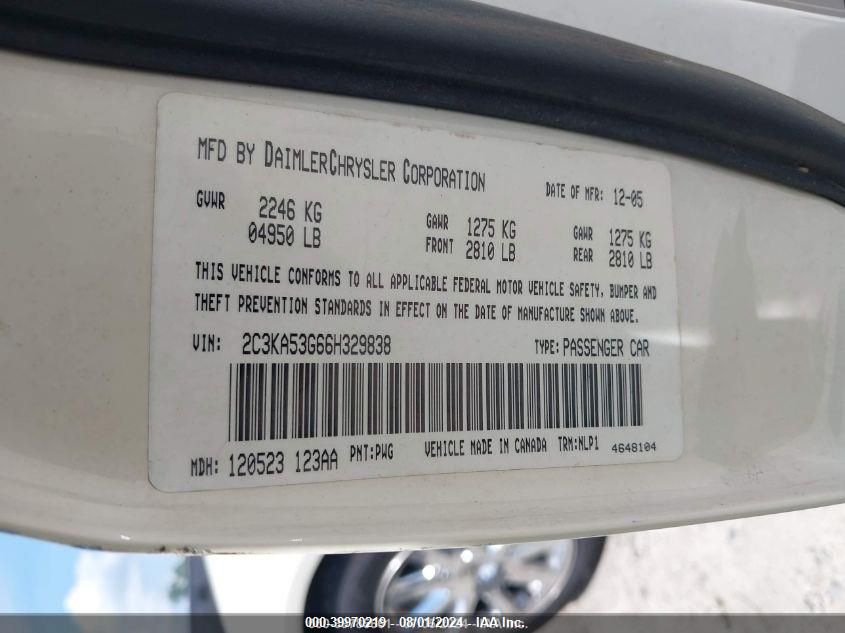 MFD BY DAIMLERCHRYSLER CORPORATION DATE OF MFR: 12-05
GVWR 2246 KG GAWR 1275 KG GAWR 1275 KG
04950 LB FRONT 2810 LB REAR 2810 LB
THIS VEHICLE CONFORMS TO ALL APPLICABLE FEDERAL MOTOR VEHICLE SAFETY, BUMPER AND
THEFT PREVENTION STANDARDS IN EFFECT ON THE DATE OF MANUFACTURE SHOWN ABOVE.
VIN: 2C3KA53G66H329838 TYPE: PASSENGER CAR
MDH: 120523 123AA PNT:PWG VEHICLE MADE IN CANADA TRM:NLP1 4648104
000-39970219 - 08/01/2024 - IAA Inc.